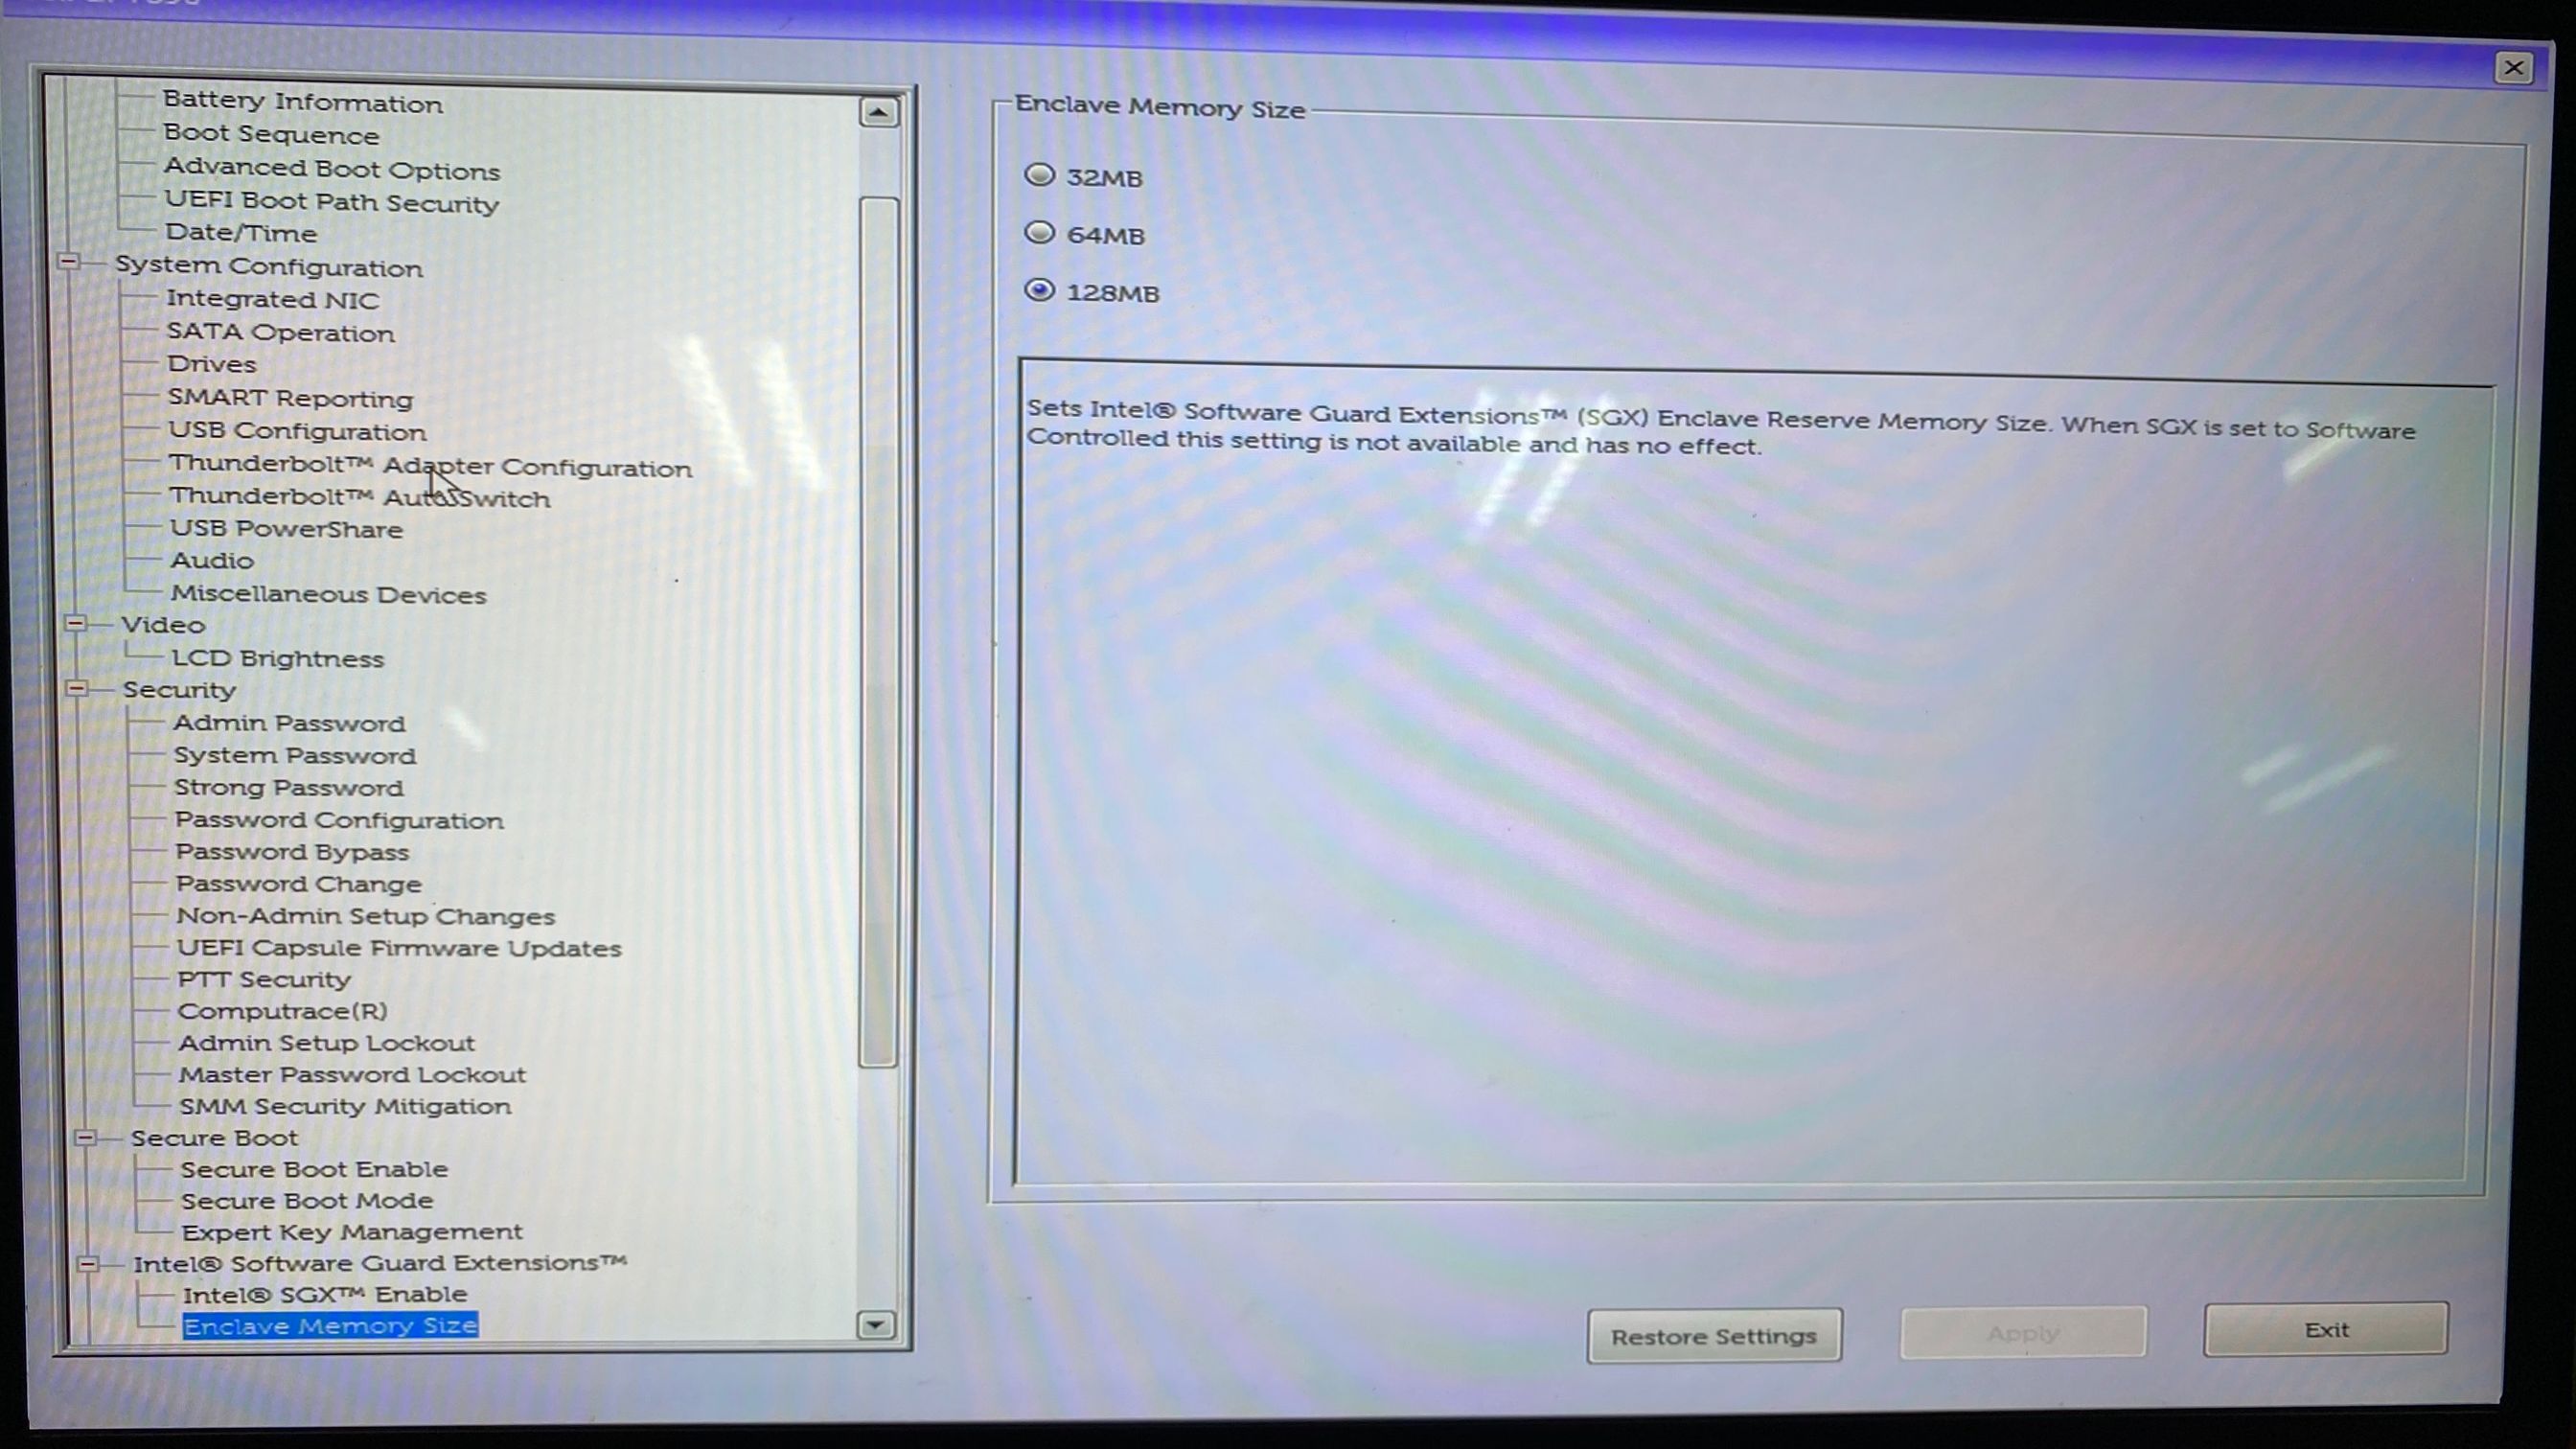 Battery Information
Boot Sequence
Advanced Boot Options
UEFI Boot Path Security
Date/Time
System Configuration
Integrated NIC
SATA Operation
Drives
SMART Reporting
USB Configuration
Thunderbolt™ Adapter Configuration
Thunderbolt™ Auto Switch
USB PowerShare
Audio
Miscellaneous Devices
Video
LCD Brightness
Security
Admin Password
System Password
Strong Password
Password Configuration
Password Bypass
Password Change
Non-Admin Setup Changes
UEFI Capsule Firmware Updates
PTT Security
Computrace(R)
Admin Setup Lockout
Master Password Lockout
SMM Security Mitigation
Secure Boot
Secure Boot Enable
Secure Boot Mode
Expert Key Management
Intel® Software Guard Extensions™
Intel® SGX™ Enable
Enclave Memory Size
Enclave Memory Size
32MB
64MB
128MB
Sets Intel® Software Guard Extensions™ (SGX) Enclave Reserve Memory Size. When SGX is set to Software
Controlled this setting is not available and has no effect.
Restore Settings
Apply
Exit